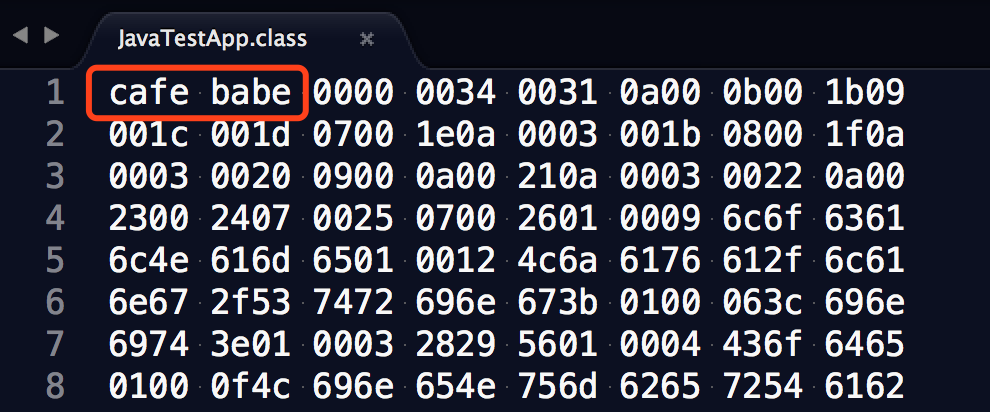 JavaTestApp.class ×
1 cafe babe 0000 0034 0031 0a00 0b00 1b09
2 001c 001d 0700 1e0a 0003 001b 0800 1f0a
3 0003 0020 0900 0a00 210a 0003 0022 0a00
4 2300 2407 0025 0700 2601 0009 6c6f 6361
5 6c4e 616d 6501 0012 4c6a 6176 612f 6c61
6 6e67 2f53 7472 696e 673b 0100 063c 696e
7 6974 3e01 0003 2829 5601 0004 436f 6465
8 0100 0f4c 696e 654e 756d 6265 7254 6162